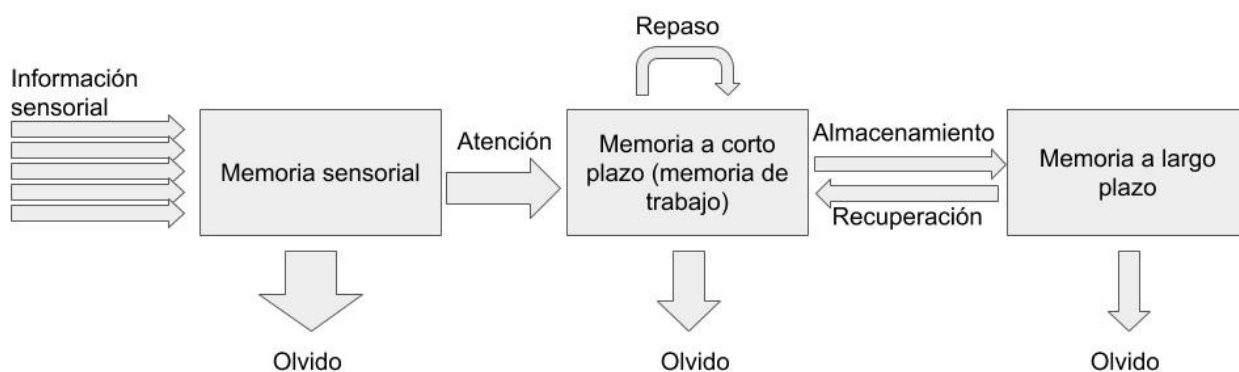 Repaso
Información
sensorial
Memoria sensorial
Atención
Memoria a corto
plazo (memoria de
trabajo)
Almacenamiento
Recuperación
Memoria a largo
plazo
Olvido
Olvido
Olvido